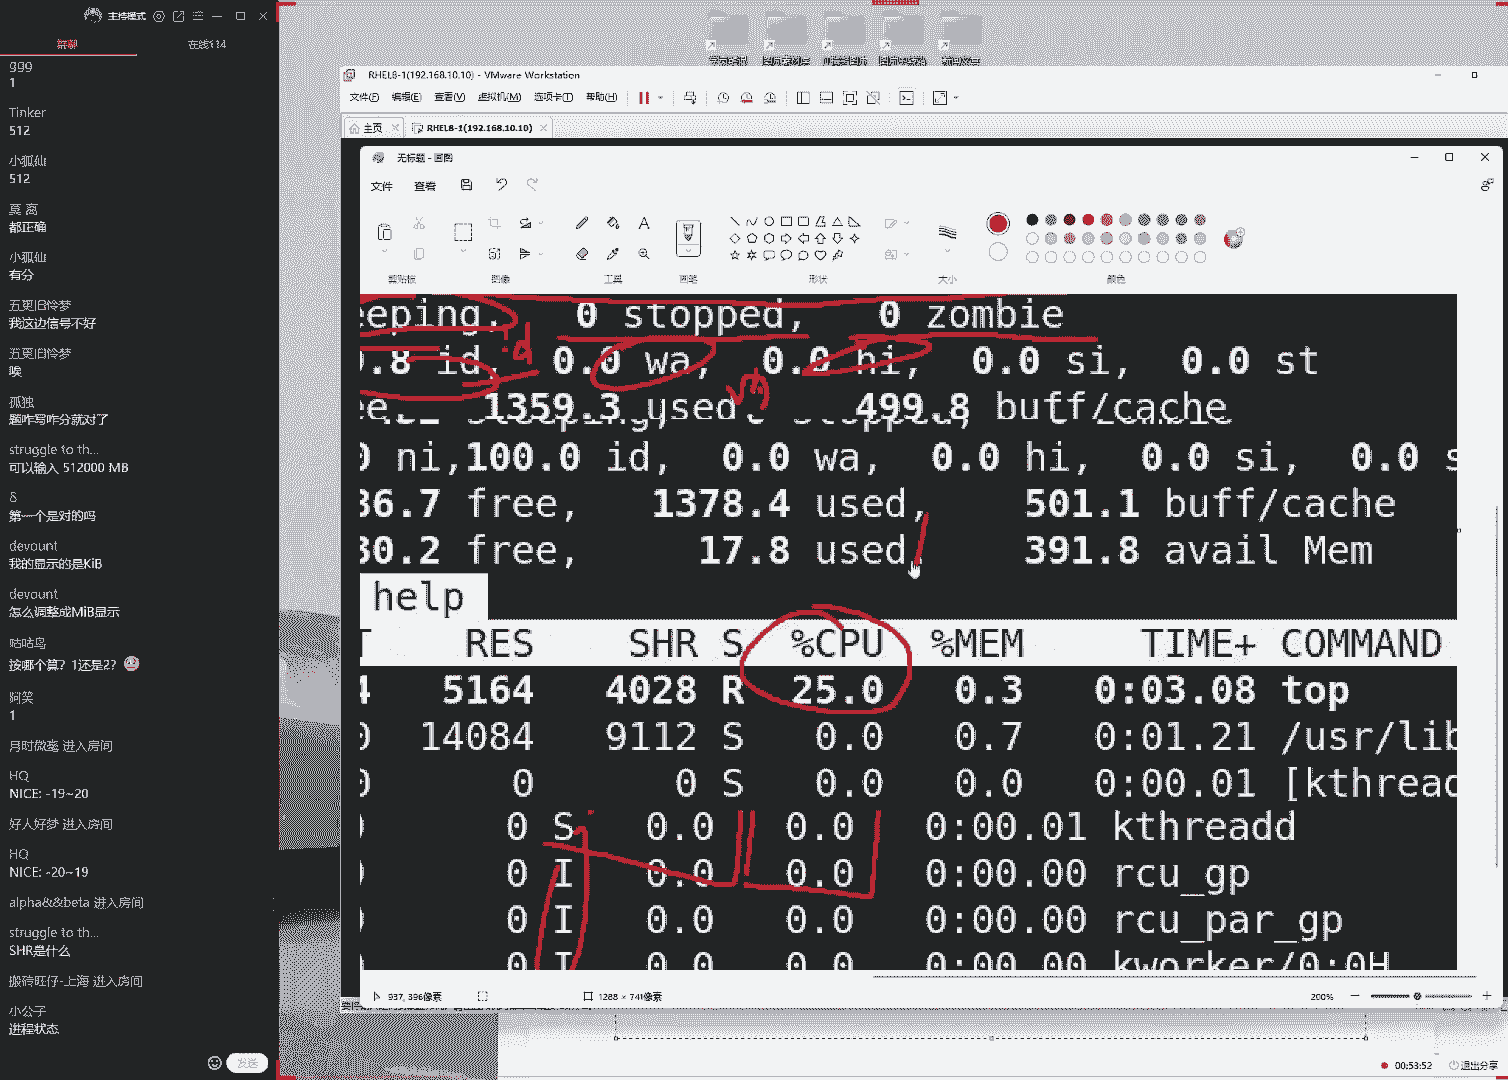 主持模式
在线114
ggg
1
Tinker
512
小狐仙
512
莫 离
都正确
小狐仙
有分
五更旧怜梦
我这边信号不好
五更旧怜梦
唉
孤独
题咋写咋分就对了
struggle to th...
可以输入 512000 MB
&
第一个是对的吗
devount
我的显示的是KiB
devount
怎么调整成MiB显示
咕咕鸟
按哪个算？1还是2？
阿笑
1
月时微毫 进入房间
HQ
NICE: -19~20
好人好梦 进入房间
HQ
NICE: -20~19
alpha&&beta 进入房间
struggle to th...
SHR是什么
搬砖旺仔-上海 进入房间
小公子
进程状态
发送
RHEL8-1(192.168.10.10) - VMware Workstation
文件(F) 编辑(E) 查看(V) 虚拟机(M) 选项卡(T) 帮助(H)
主页 RHEL8-1(192.168.10.10)
无标题 - 画图
文件 查看
剪贴板 图像 工具 画笔 形状 大小 颜色
eeping, 0 stopped, 0 zombie
.8 id, 0.0 wa, 0.0 hi, 0.0 si, 0.0 st
id
ee, 1359.3 used 499.8 buff/cache
0 ni,100.0 id, 0.0 wa, 0.0 hi, 0.0 si, 0.0 s
36.7 free, 1378.4 used, 501.1 buff/cache
30.2 free, 17.8 used. 391.8 avail Mem
help
T RES SHR S %CPU %MEM TIME+ COMMAND
4 5164 4028 R 25.0 0.3 0:03.08 top
0 14084 9112 S 0.0 0.7 0:01.21 /usr/lib
0 0 0 S 0.0 0.0 0:00.01 [kthread
0 S 0.0 0.0 0:00.01 kthreadd
0 I 0.0 0.0 0:00.00 rcu_gp
0 I 0.0 0.0 0:00.00 rcu_par_gp
0 I 0.0 0.0 0:00.00 kworker/0:0H
937, 396像素 1288 × 741像素 200%
00:53:52 退出分享